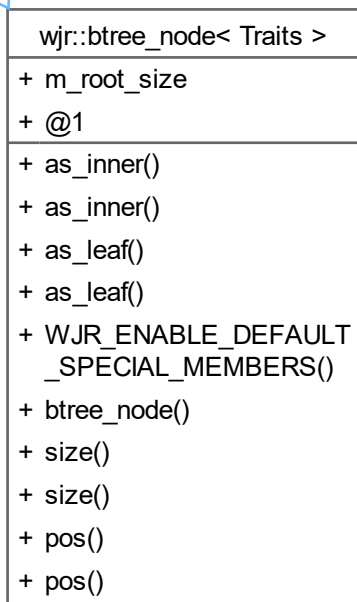 wjr::btree_node< Traits >
+ m_root_size
+ @1
+ as_inner()
+ as_inner()
+ as_leaf()
+ as_leaf()
+ WJR_ENABLE_DEFAULT
_SPECIAL_MEMBERS()
+ btree_node()
+ size()
+ size()
+ pos()
+ pos()